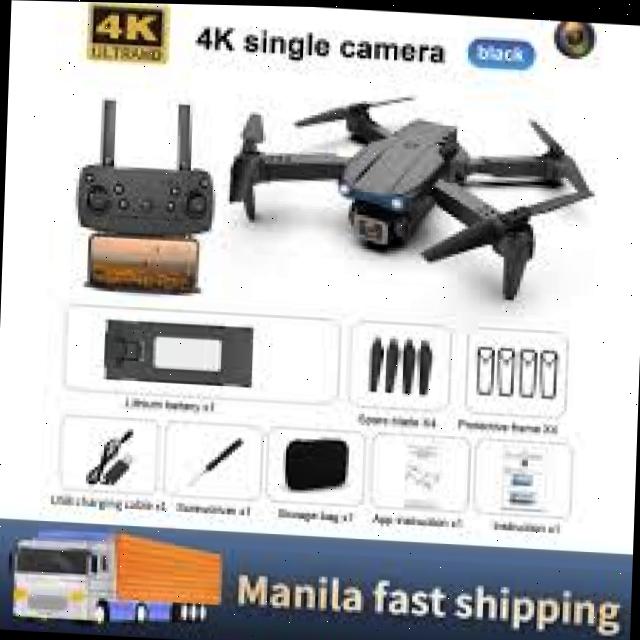 4K
ULTRAHD
4K single camera
black
Lithium battery x1
Spare blade X4
Protective frame X4
USB charging cable x1
Screwdriver x1
Storage bag x1
App instruction x1
Instruction x1
Manila fast shipping